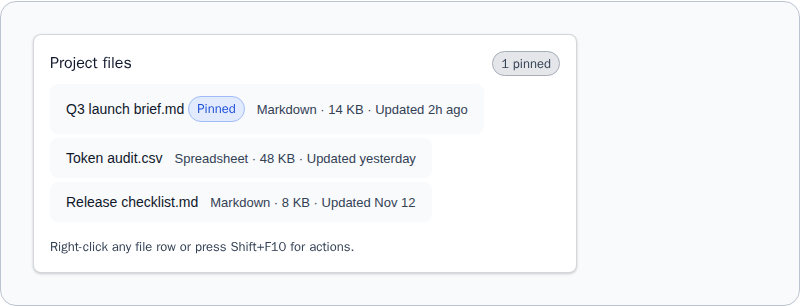 Project files
1 pinned
Q3 launch brief.md Pinned Markdown · 14 KB · Updated 2h ago
Token audit.csv Spreadsheet · 48 KB · Updated yesterday
Release checklist.md Markdown · 8 KB · Updated Nov 12
Right-click any file row or press Shift+F10 for actions.